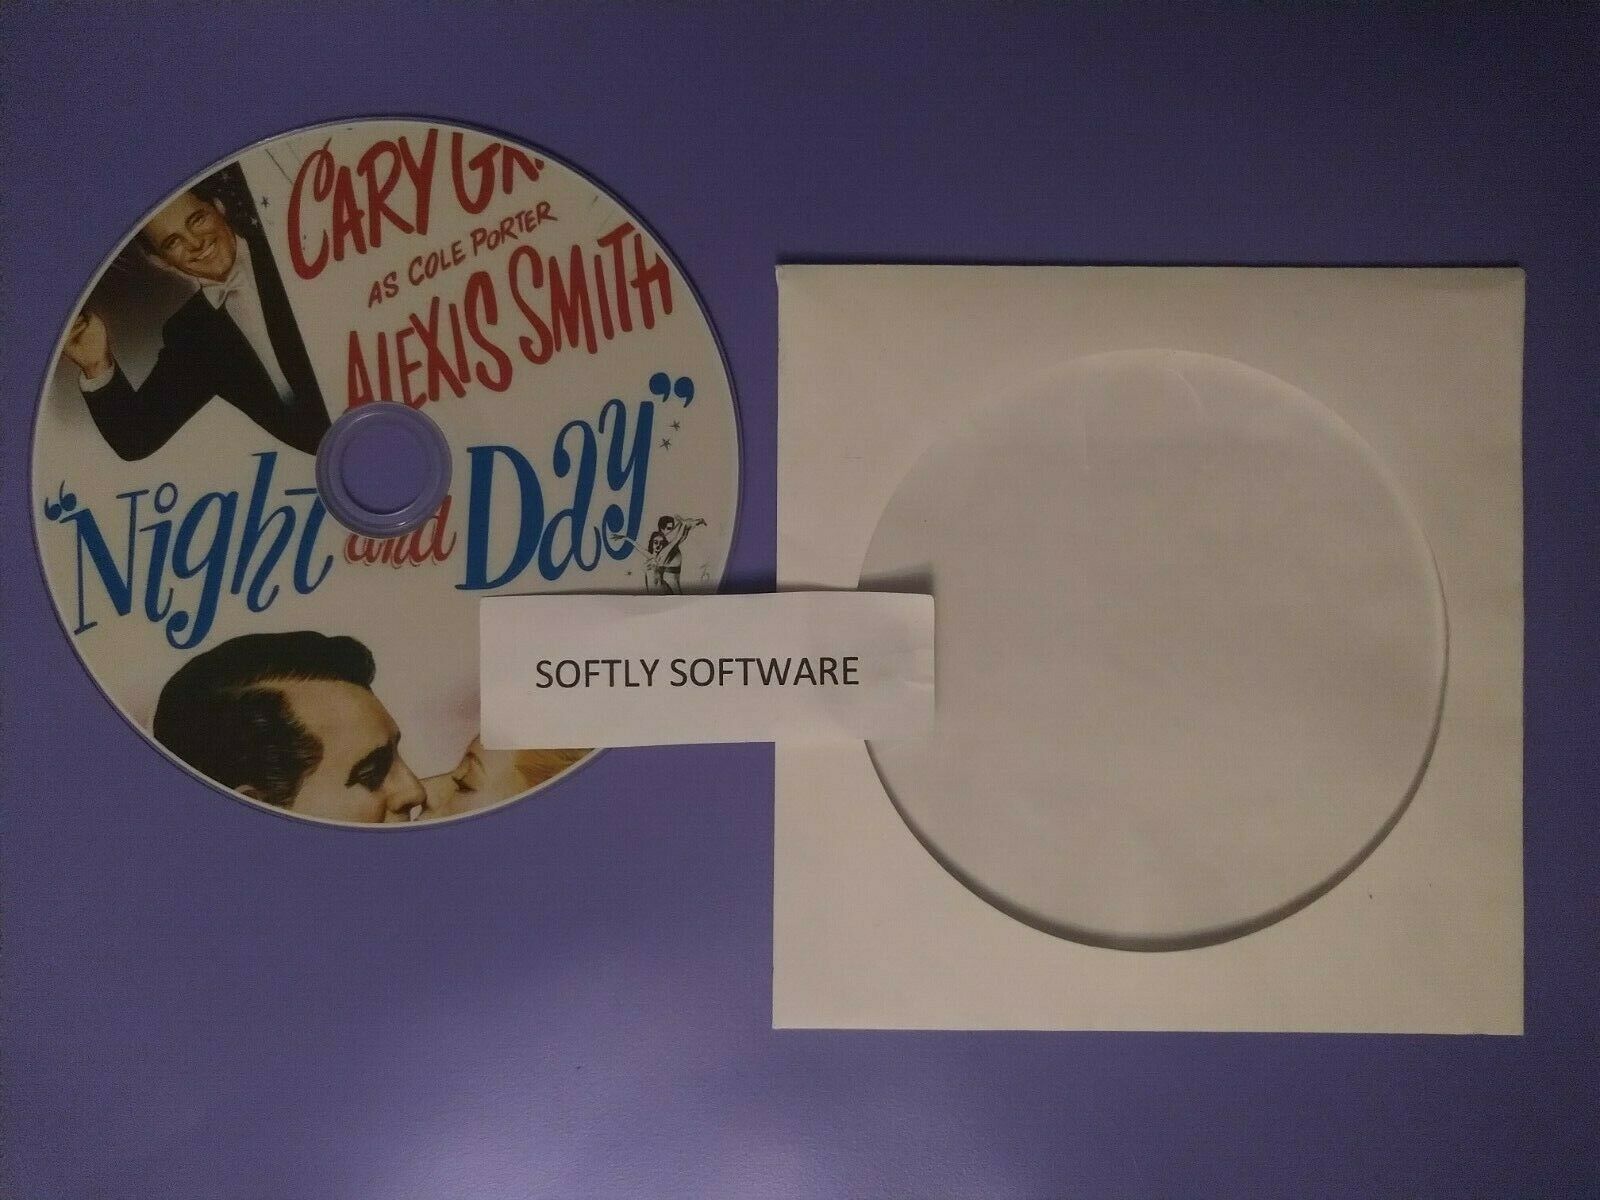 CARY GR
AS COLE PORTER
ALEXIS SMITH
"Night and Day"
SOFTLY SOFTWARE